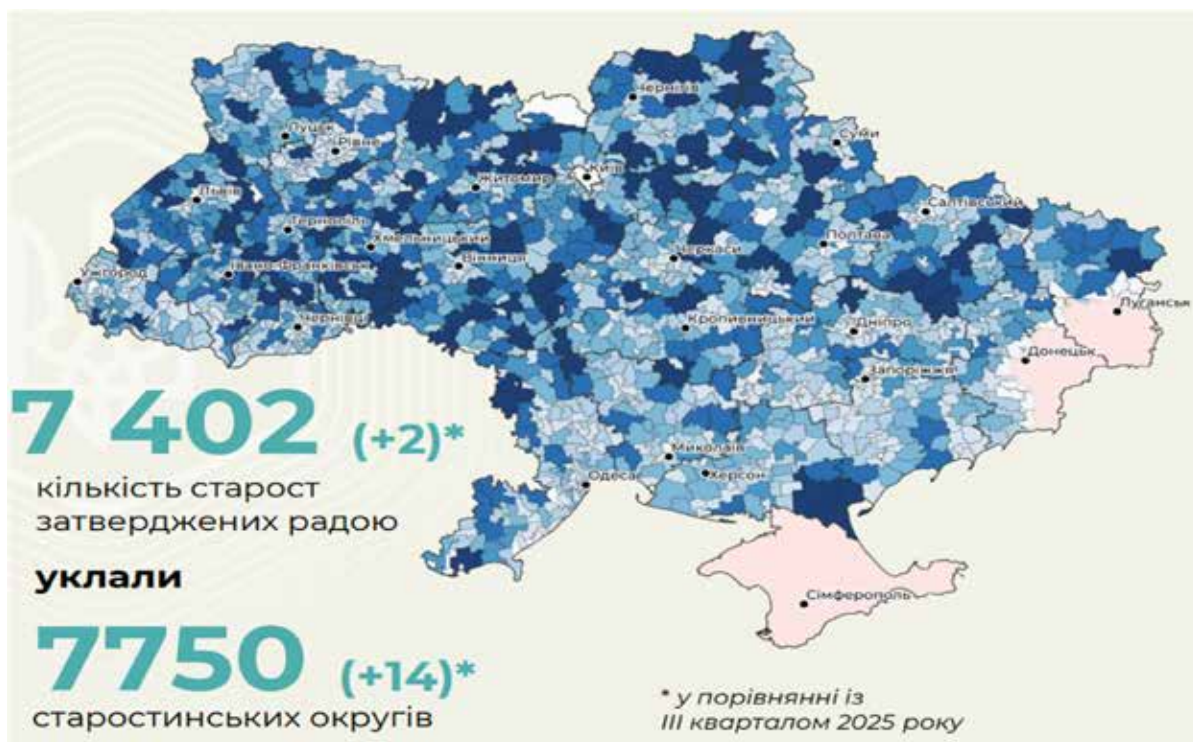 Чернігів
Суми
Луцьк
Рівне
Київ
Житомир
Львів
Салтівський
Тернопіль
Полтава
Хмельницький
Черкаси
Вінниця
Івано-Франківськ
Ужгород
Луганськ
Чернівці
Кропивницький
Дніпро
Донецьк
Запоріжжя
7 402 (+2)*
кількість старост
затверджених радою
Миколаїв
Херсон
Одеса
уклали
Сімферополь
7750 (+14)*
старостинських округів
* у порівнянні із
III кварталом 2025 року